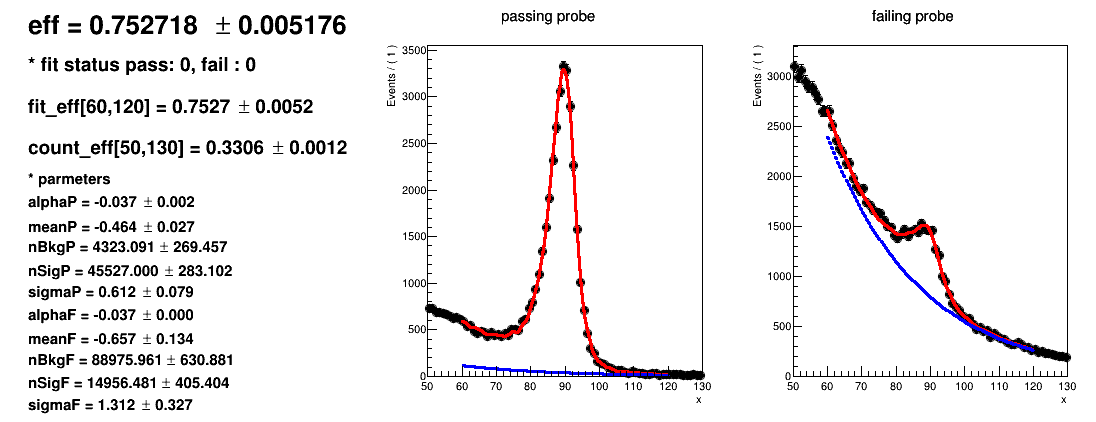 eff = 0.752718 ± 0.005176
* fit status pass: 0, fail : 0
fit_eff[60,120] = 0.7527 ± 0.0052
count_eff[50,130] = 0.3306 ± 0.0012
* parmeters
alphaP = -0.037 ± 0.002
meanP = -0.464 ± 0.027
nBkgP = 4323.091 ± 269.457
nSigP = 45527.000 ± 283.102
sigmaP = 0.612 ± 0.079
alphaF = -0.037 ± 0.000
meanF = -0.657 ± 0.134
nBkgF = 88975.961 ± 630.881
nSigF = 14956.481 ± 405.404
sigmaF = 1.312 ± 0.327
passing probe
Events / ( 1 )
3500
3000
2500
2000
1500
1000
500
0
50 60 70 80 90 100 110 120 130
x
failing probe
Events / ( 1 )
3000
2500
2000
1500
1000
500
0
50 60 70 80 90 100 110 120 130
x